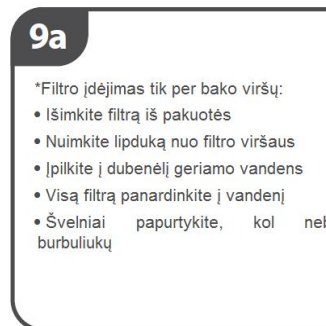 9a
*Filtro įdėjimas tik per bako viršų:
• Išimkite filtrą iš pakuotės
• Nuimkite lipduką nuo filtro viršaus
• Įpilkite į dubenėlį geriamo vandens
• Visą filtrą panardinkite į vandenį
• Švelniai papurtykite, kol
burbuliukų